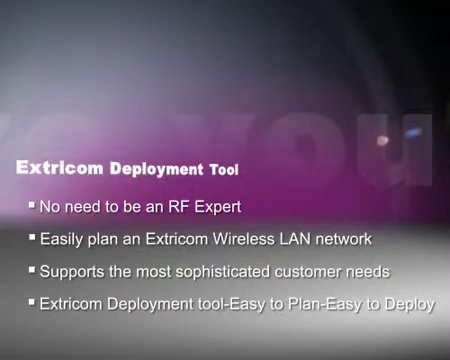 you
Extricom Deployment Tool
No need to be an RF Expert
Easily plan an Extricom Wireless LAN network
Supports the most sophisticated customer needs
Extricom Deployment tool-Easy to Plan-Easy to Deploy